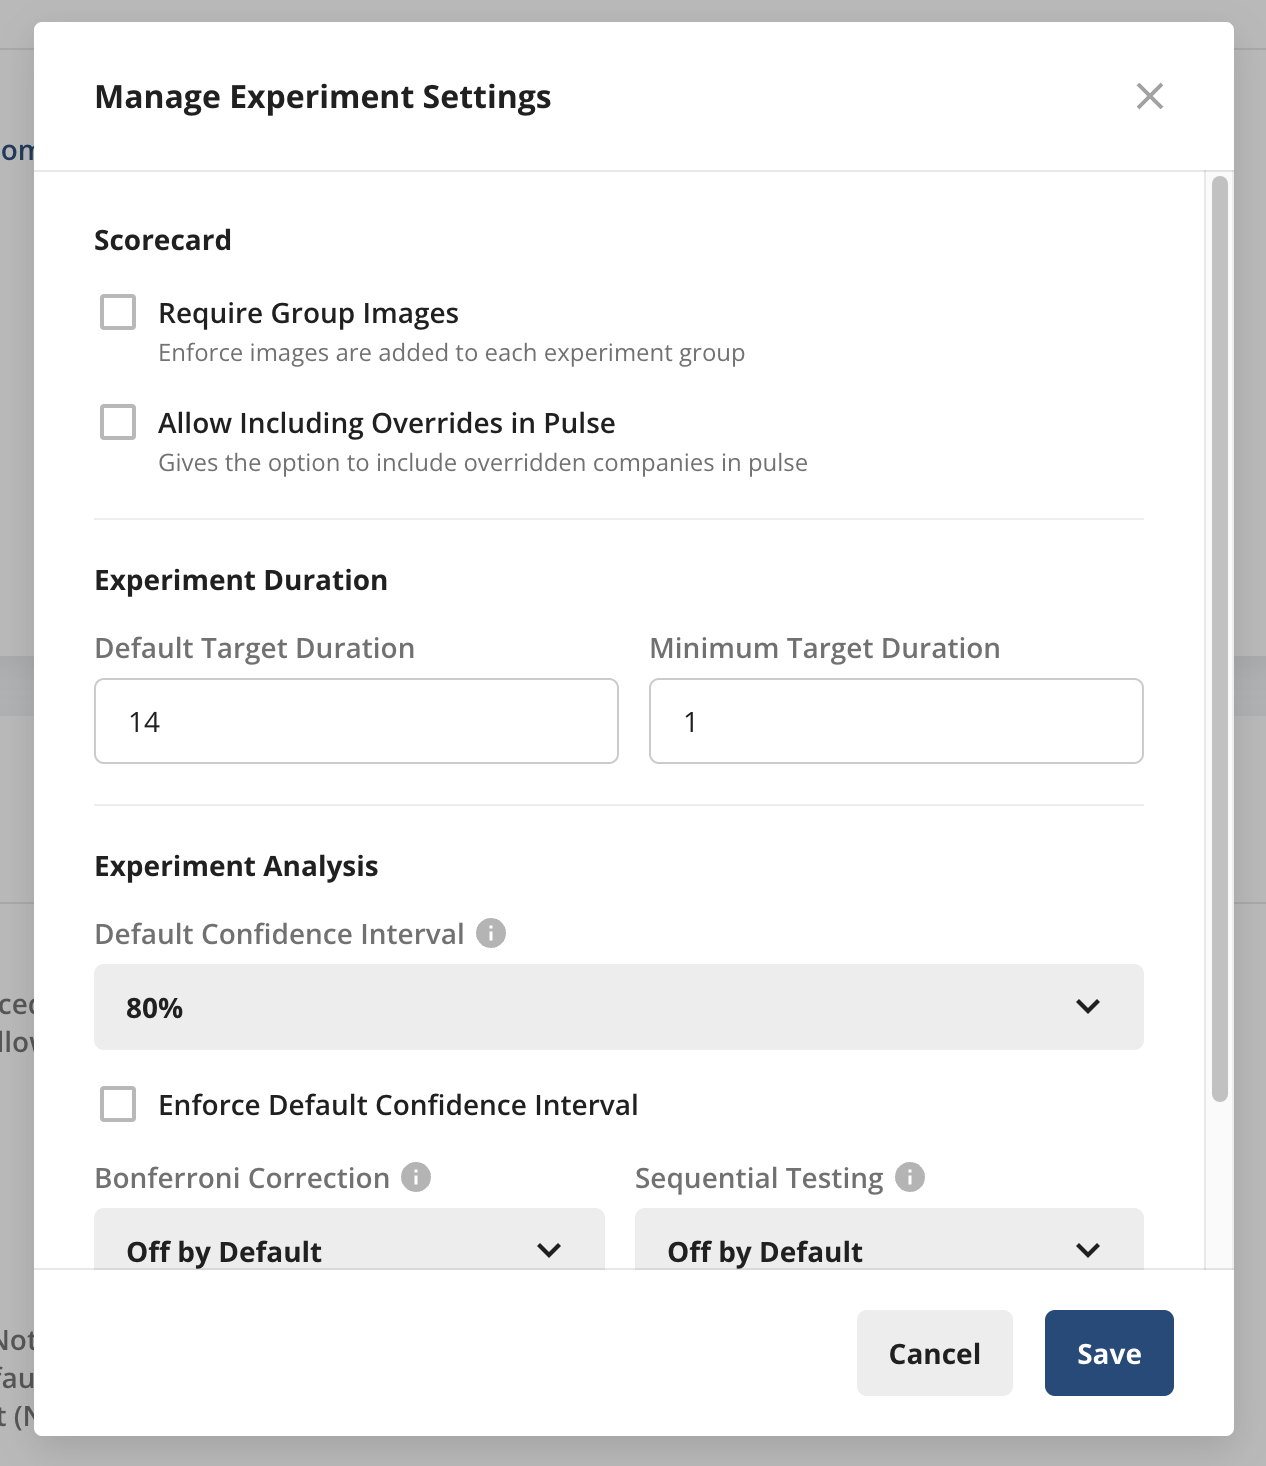 Manage Experiment Settings
Scorecard
Require Group Images
Enforce images are added to each experiment group
Allow Including Overrides in Pulse
Gives the option to include overridden companies in pulse
Experiment Duration
Default Target Duration
Minimum Target Duration
14
1
Experiment Analysis
Default Confidence Interval
80%
Enforce Default Confidence Interval
Bonferroni Correction
Sequential Testing
Off by Default
Off by Default
Cancel
Save